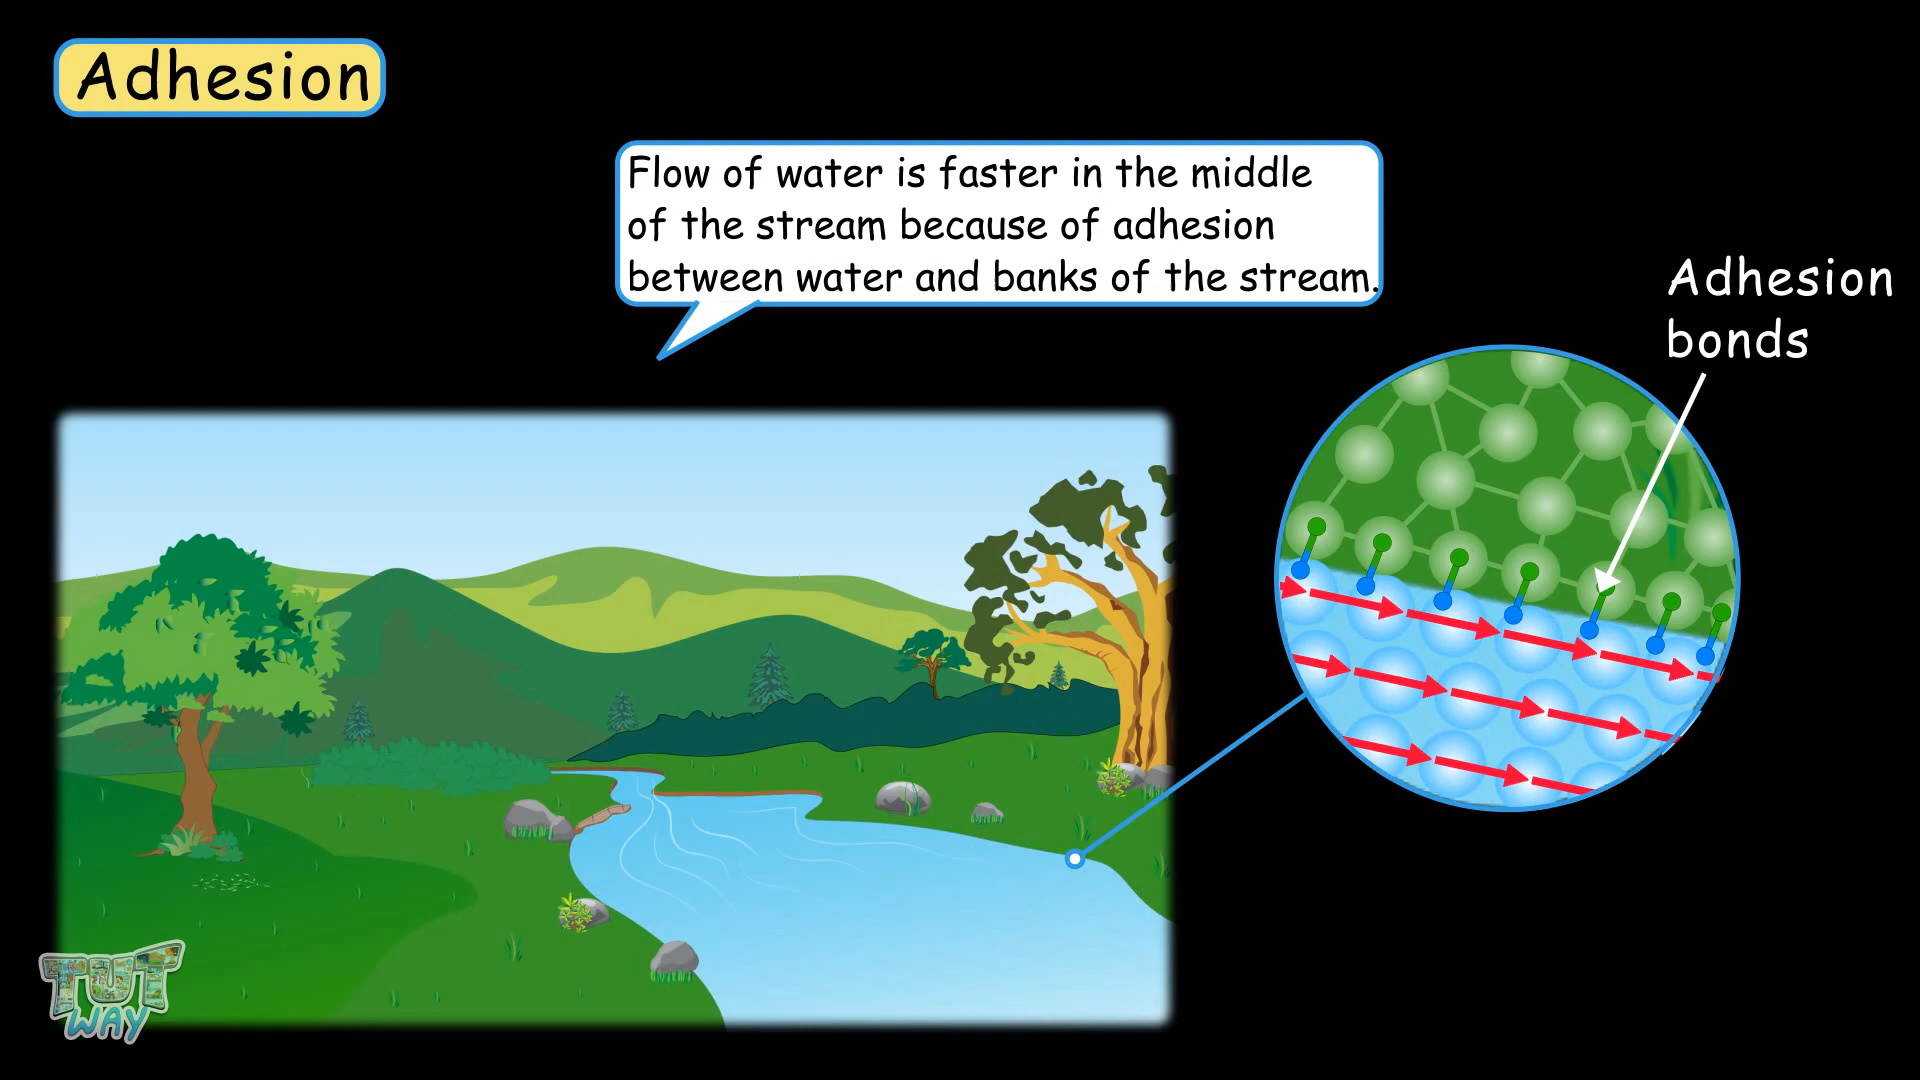 Adhesion
Flow of water is faster in the middle
of the stream because of adhesion
between water and banks of the stream.
Adhesion
bonds
TUT
WAY